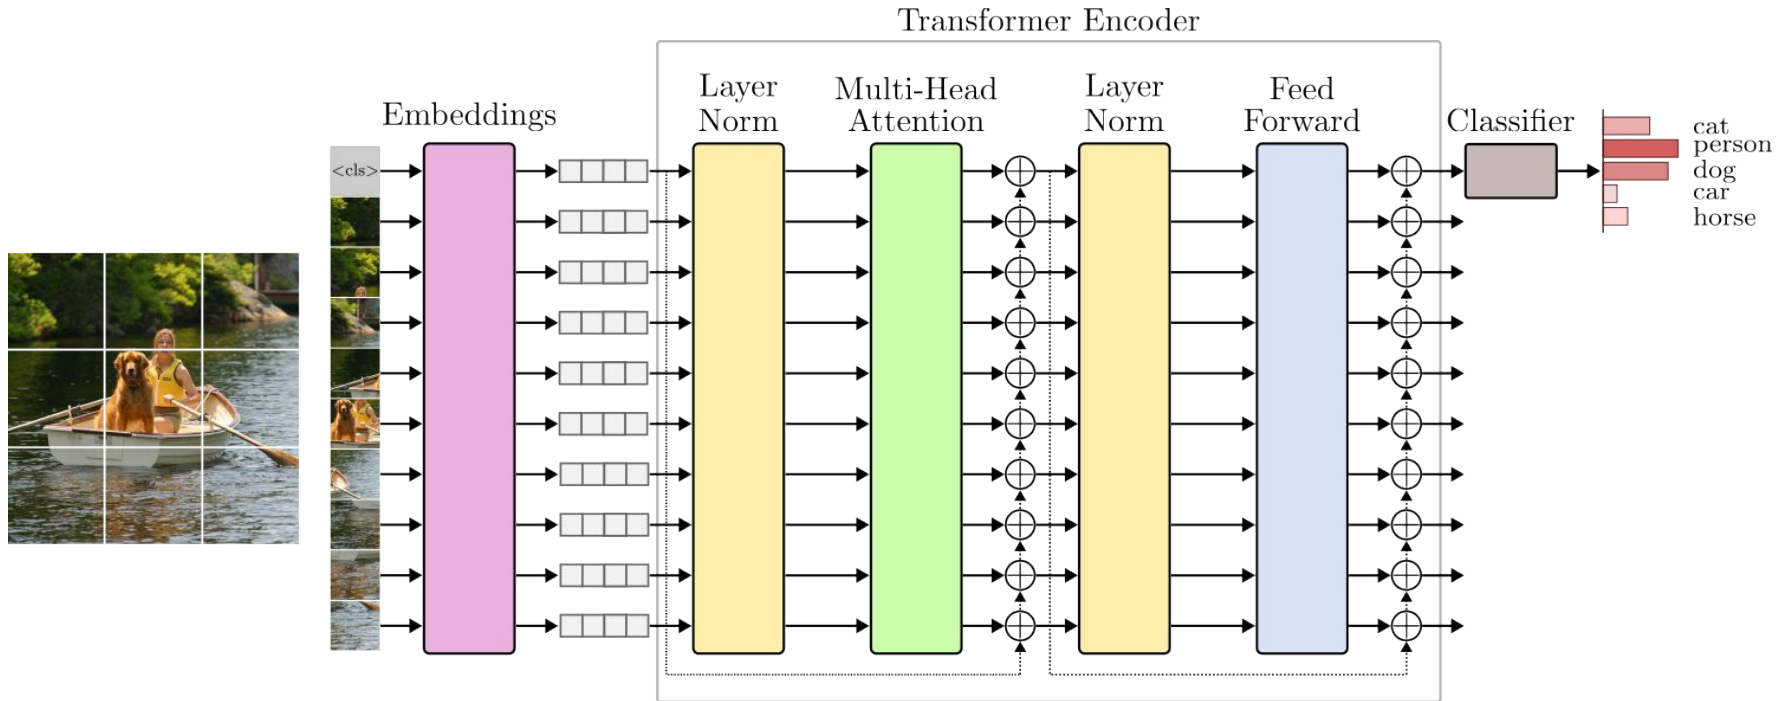 Transformer Encoder
Embeddings
Layer
Norm
Multi-Head
Attention
Layer
Norm
Feed
Forward
Classifier
<cls>
cat
person
dog
car
horse